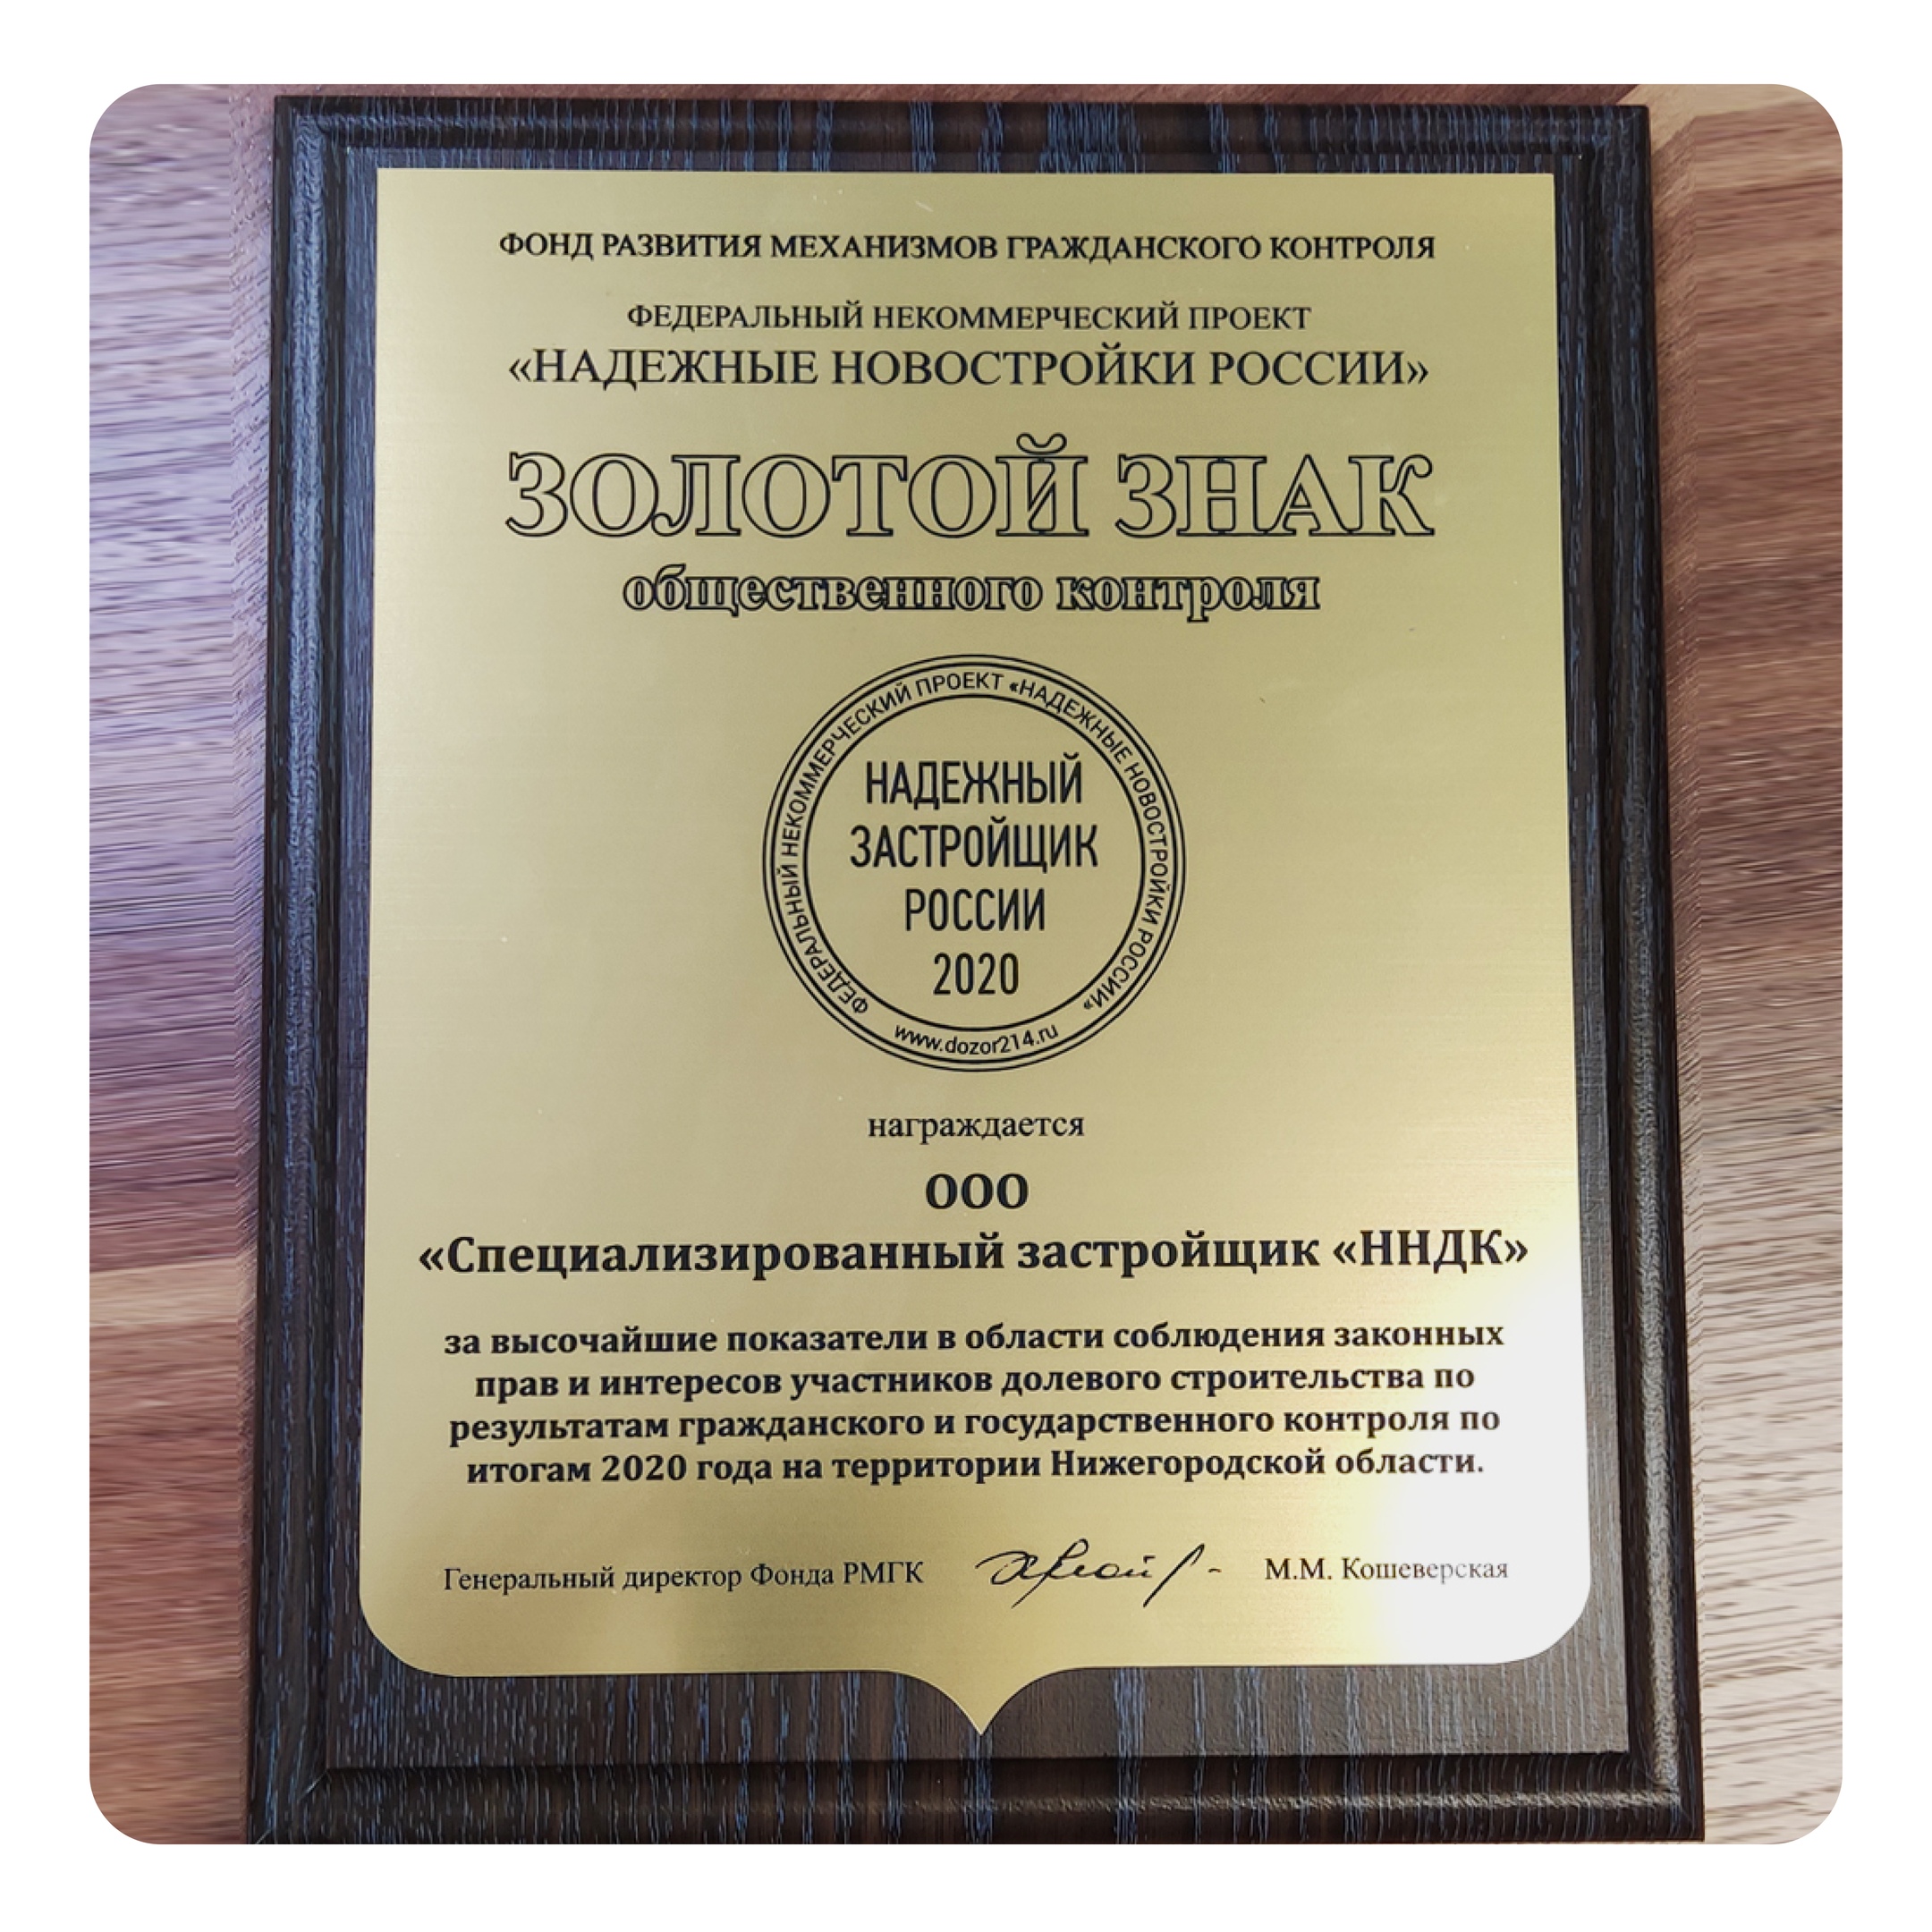 ФОНД РАЗВИТИЯ МЕХАНИЗМОВ ГРАЖДАНСКОГО КОНТРОЛЯ
ФЕДЕРАЛЬНЫЙ НЕКОММЕРЧЕСКИЙ ПРОЕКТ
«НАДЕЖНЫЕ НОВОСТРОЙКИ РОССИИ»
ЗОЛОТОЙ ЗНАК
общественного контроля
ФЕДЕРАЛЬНЫЙ НЕКОММЕРЧЕСКИЙ ПРОЕКТ «НАДЕЖНЫЕ НОВОСТРОЙКИ РОССИИ»
НАДЕЖНЫЙ
ЗАСТРОЙЩИК
РОССИИ
2020
www.dozor214.ru
награждается
ООО
«Специализированный застройщик «ННДК»
за высочайшие показатели в области соблюдения законных
прав и интересов участников долевого строительства по
результатам гражданского и государственного контроля по
итогам 2020 года на территории Нижегородской области.
Генеральный директор Фонда РМГК М.М. Кошеверская